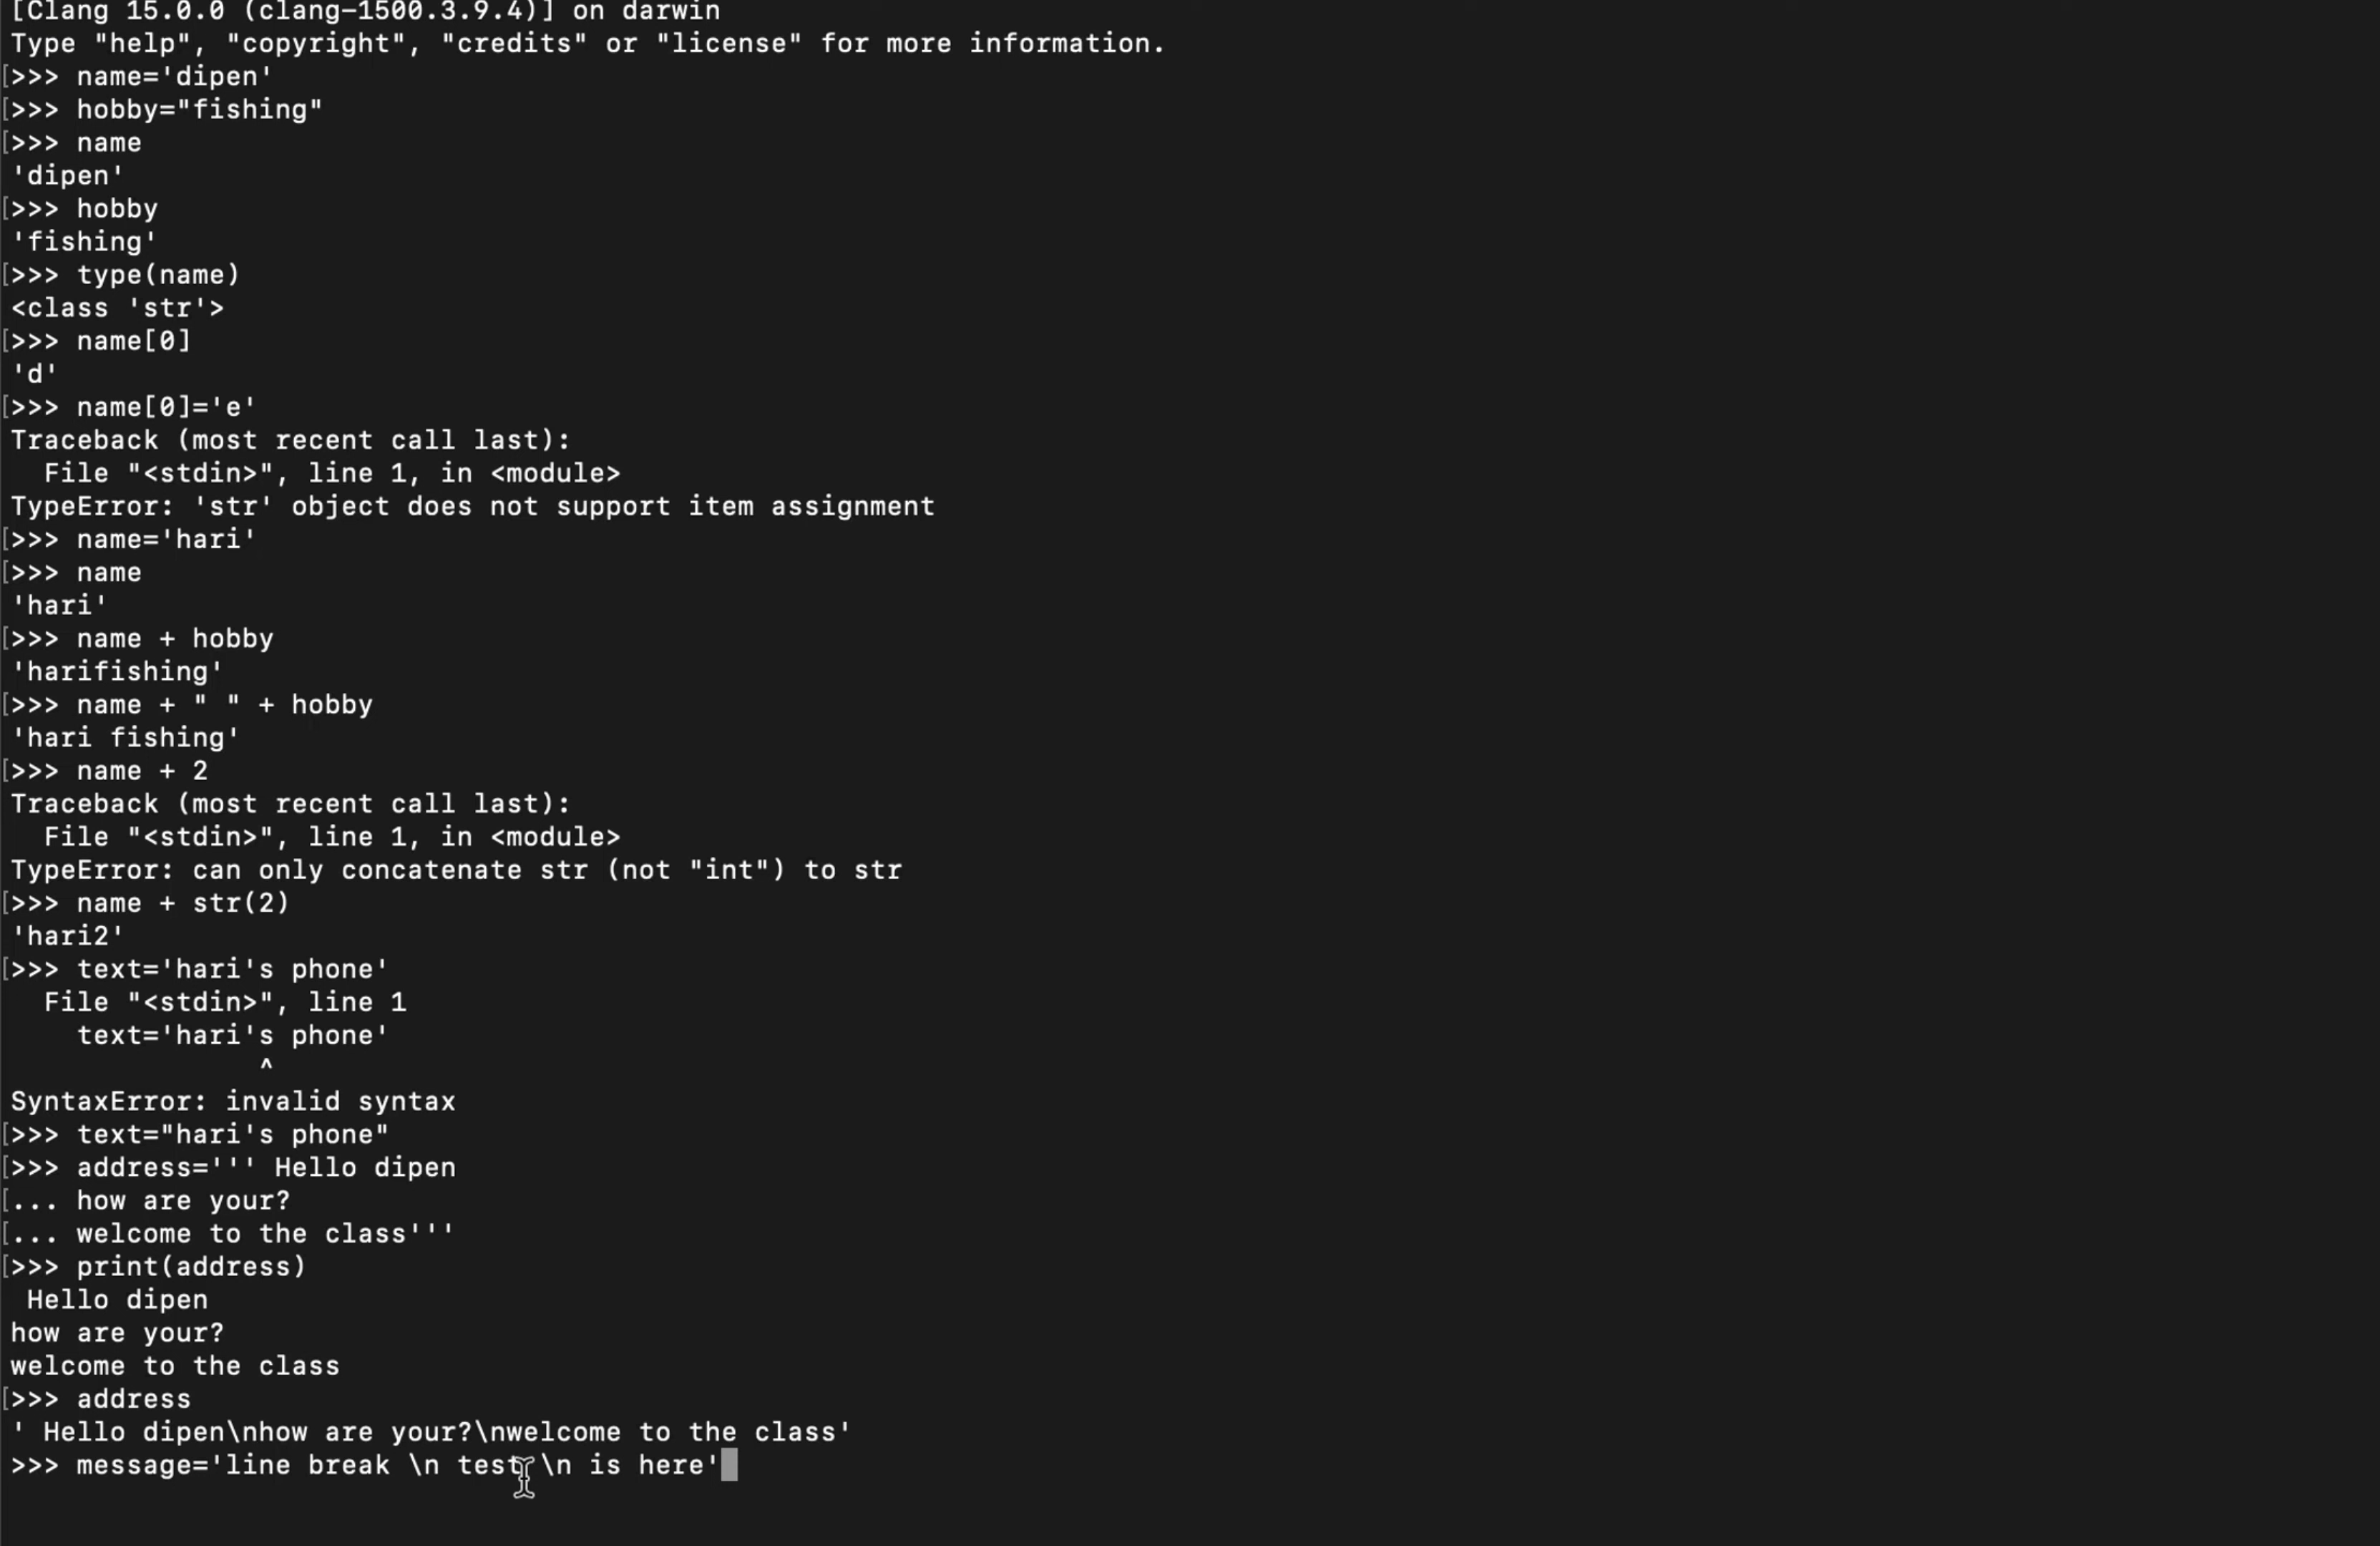 [Clang 15.0.0 (clang-1500.3.9.4)] on darwin
Type "help", "copyright", "credits" or "license" for more information.
[>>> name='dipen'
[>>> hobby="fishing"
[>>> name
'dipen'
[>>> hobby
'fishing'
[>>> type(name)
<class 'str'>
[>>> name[0]
'd'
[>>> name[0]='e'
Traceback (most recent call last):
  File "<stdin>", line 1, in <module>
TypeError: 'str' object does not support item assignment
[>>> name='hari'
[>>> name
'hari'
[>>> name + hobby
'harifishing'
[>>> name + " " + hobby
'hari fishing'
[>>> name + 2
Traceback (most recent call last):
  File "<stdin>", line 1, in <module>
TypeError: can only concatenate str (not "int") to str
[>>> name + str(2)
'hari2'
[>>> text='hari's phone'
  File "<stdin>", line 1
    text='hari's phone'
               ^
SyntaxError: invalid syntax
[>>> text="hari's phone"
[>>> address=''' Hello dipen
[... how are your?
[... welcome to the class'''
[>>> print(address)
 Hello dipen
how are your?
welcome to the class
[>>> address
' Hello dipen\nhow are your?\nwelcome to the class'
>>> message='line break \n test \n is here'